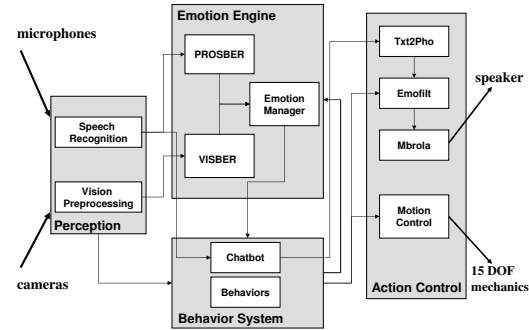 microphones
Emotion Engine
PROSBER
Emotion
Manager
VISBER
Speech
Recognition
Vision
Preprocessing
Perception
cameras
Chatbot
Behaviors
Behavior System
Txt2Pho
Emofilt
Mbrola
Motion
Control
Action Control
speaker
15 DOF
mechanics